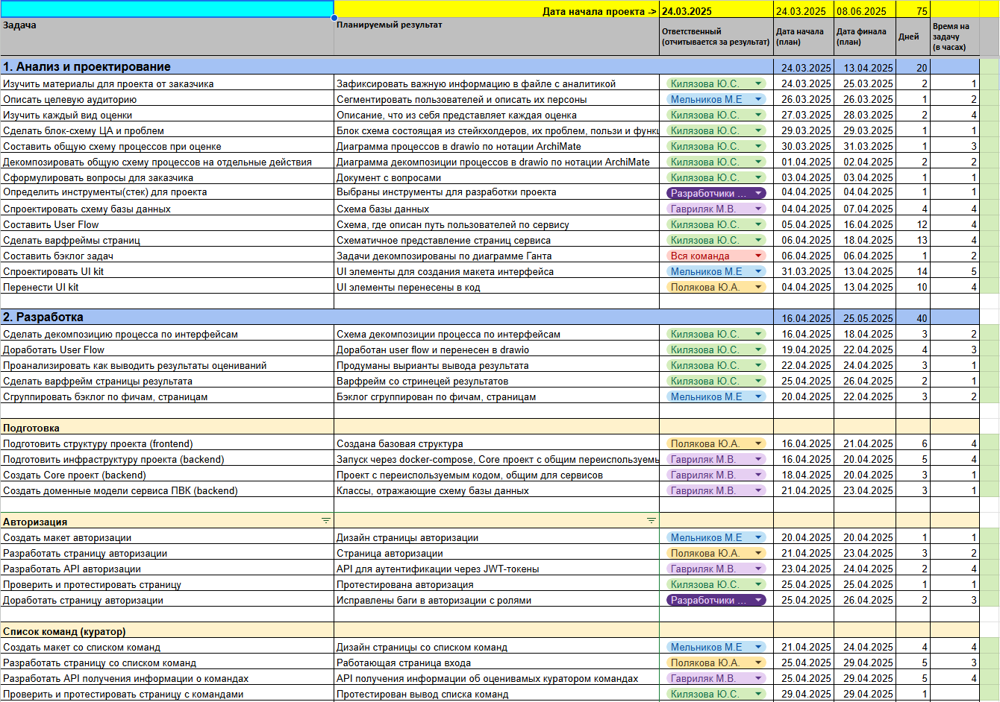 Дата начала проекта -> 24.03.2025 24.03.2025 08.06.2025 75
Задача Планируемый результат Ответственный (отчитывается за результат) Дата начала (план) Дата финала (план) Дней Время на задачу (в часах)
1. Анализ и проектирование 24.03.2025 13.04.2025 20
Изучить материалы для проекта от заказчика Зафиксировать важную информацию в файле с аналитикой Килязова Ю.С. 24.03.2025 25.03.2025 2 1
Описать целевую аудиторию Сегментировать пользователей и описать их персоны Мельников М.Е 26.03.2025 26.03.2025 1 2
Изучить каждый вид оценки Описание, что из себя представляет каждая оценка Килязова Ю.С. 27.03.2025 28.03.2025 2 4
Сделать блок-схему ЦА и проблем Блок схема состоящая из стейкхолдеров, их проблем, пользи и функц Килязова Ю.С. 29.03.2025 29.03.2025 1 1
Составить общую схему процессов при оценке Диаграмма процессов в drawio по нотации ArchiMate Килязова Ю.С. 30.03.2025 31.03.2025 1 3
Декомпозировать общую схему процессов на отдельные действия Диаграмма декомпозиции процессов в drawio по нотации ArchiMate Килязова Ю.С. 01.04.2025 02.04.2025 2 2
Сформулировать вопросы для заказчика Документ с вопросами Килязова Ю.С. 03.04.2025 03.04.2025 1 1
Определить инструменты(стек) для проекта Выбраны инструменты для разработки проекта Разработчики ... 04.04.2025 04.04.2025 1 1
Спроектировать схему базы данных Схема базы данных Гавриляк М.В. 04.04.2025 07.04.2025 4 4
Составить User Flow Схема, где описан путь пользователей по сервису Килязова Ю.С. 05.04.2025 16.04.2025 12 4
Сделать варфреймы страниц Схематичное представление страниц сервиса Килязова Ю.С. 06.04.2025 18.04.2025 13 4
Составить бэклог задач Задачи декомпозированы по диаграмме Ганта Вся команда 06.04.2025 06.04.2025 1 2
Спроектировать UI kit UI элементы для создания макета интерфейса Мельников М.Е 31.03.2025 13.04.2025 14 5
Перенести UI kit UI элементы перенесены в код Полякова Ю.А. 04.04.2025 13.04.2025 10 4
2. Разработка 16.04.2025 25.05.2025 40
Сделать декомпозицию процесса по интерфейсам Схема декомпозиции процесса по интерфейсам Килязова Ю.С. 16.04.2025 18.04.2025 3 2
Доработать User Flow Доработан user flow и перенесен в drawio Килязова Ю.С. 19.04.2025 22.04.2025 4 3
Проанализировать как выводить результаты оцениваний Продуманы вырианты вывода результата Килязова Ю.С. 22.04.2025 24.04.2025 3 1
Сделать варфрейм страницы результата Варфрейм со стринецей результатов Килязова Ю.С. 25.04.2025 26.04.2025 2 1
Сгруппировать бэклог по фичам, страницам Бэклог сгруппирован по фичам, страницам Мельников М.Е 20.04.2025 22.04.2025 3 2
Подготовка
Подготовить структуру проекта (frontend) Создана базовая структура Полякова Ю.А. 16.04.2025 21.04.2025 6 4
Подготовить инфраструктуру проекта (backend) Запуск через docker-compose, Core проект с общим переиспользуемы Гавриляк М.В. 16.04.2025 20.04.2025 5 4
Создать Core проект (backend) Проект с переиспользуемым кодом, общим для сервисов Гавриляк М.В. 18.04.2025 20.04.2025 3 1
Создать доменные модели сервиса ПВК (backend) Классы, отражающие схему базы данных Гавриляк М.В. 21.04.2025 23.04.2025 3 1
Авторизация
Создать макет авторизации Дизайн страницы авторизации Мельников М.Е 20.04.2025 20.04.2025 1 1
Разработать страницу авторизации Страница авторизации Полякова Ю.А. 21.04.2025 23.04.2025 3 2
Разработать API авторизации API для аутентификации через JWT-токены Гавриляк М.В. 23.04.2025 24.04.2025 2 4
Проверить и протестировать страницу Протестирована авторизация Килязова Ю.С. 25.04.2025 25.04.2025 1 1
Доработать страницу авторизации Исправлены баги в авторизации с ролями Разработчики ... 25.04.2025 26.04.2025 2 3
Список команд (куратор)
Создать макет со списком команд Дизайн страницы со списком команд Мельников М.Е 21.04.2025 24.04.2025 4 4
Разработать страницу со списком команд Работающая страница входа Полякова Ю.А. 25.04.2025 29.04.2025 5 3
Разработать API получения информации о командах API получения информации об оценивамых куратором командах Гавриляк М.В. 25.04.2025 29.04.2025 5 4
Проверить и протестировать страницу с командами Протестирован вывод списка команд Килязова Ю.С. 29.04.2025 29.04.2025 1